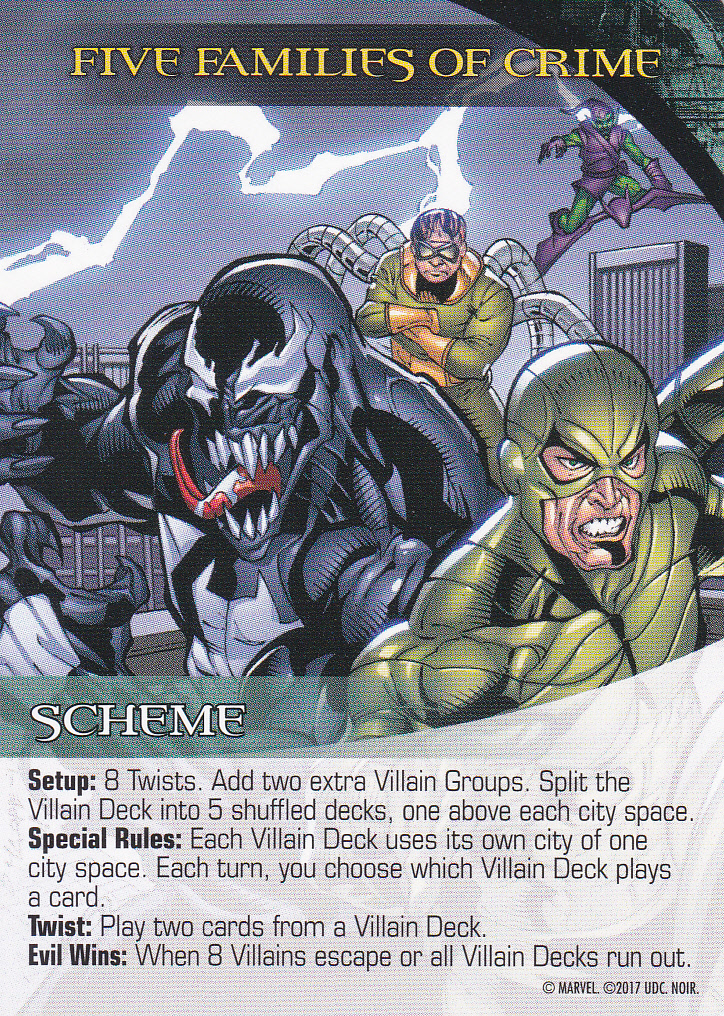 FIVE FAMILIES OF CRIME
SCHEME
Setup: 8 Twists. Add two extra Villain Groups. Split the
Villain Deck into 5 shuffled decks, one above each city space.
Special Rules: Each Villain Deck uses its own city of one
city space. Each turn, you choose which Villain Deck plays
a card.
Twist: Play two cards from a Villain Deck.
Evil Wins: When 8 Villains escape or all Villain Decks run out.
© MARVEL. ©2017 UDC. NOIR.